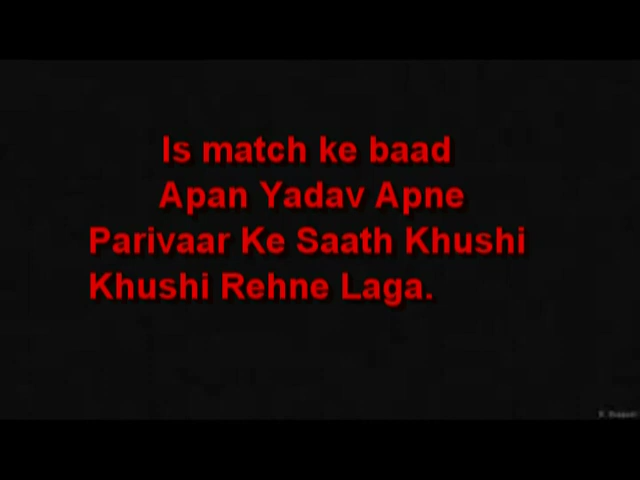 Is match ke baad
Apan Yadav Apne
Parivaar Ke Saath Khushi
Khushi Rehne Laga.